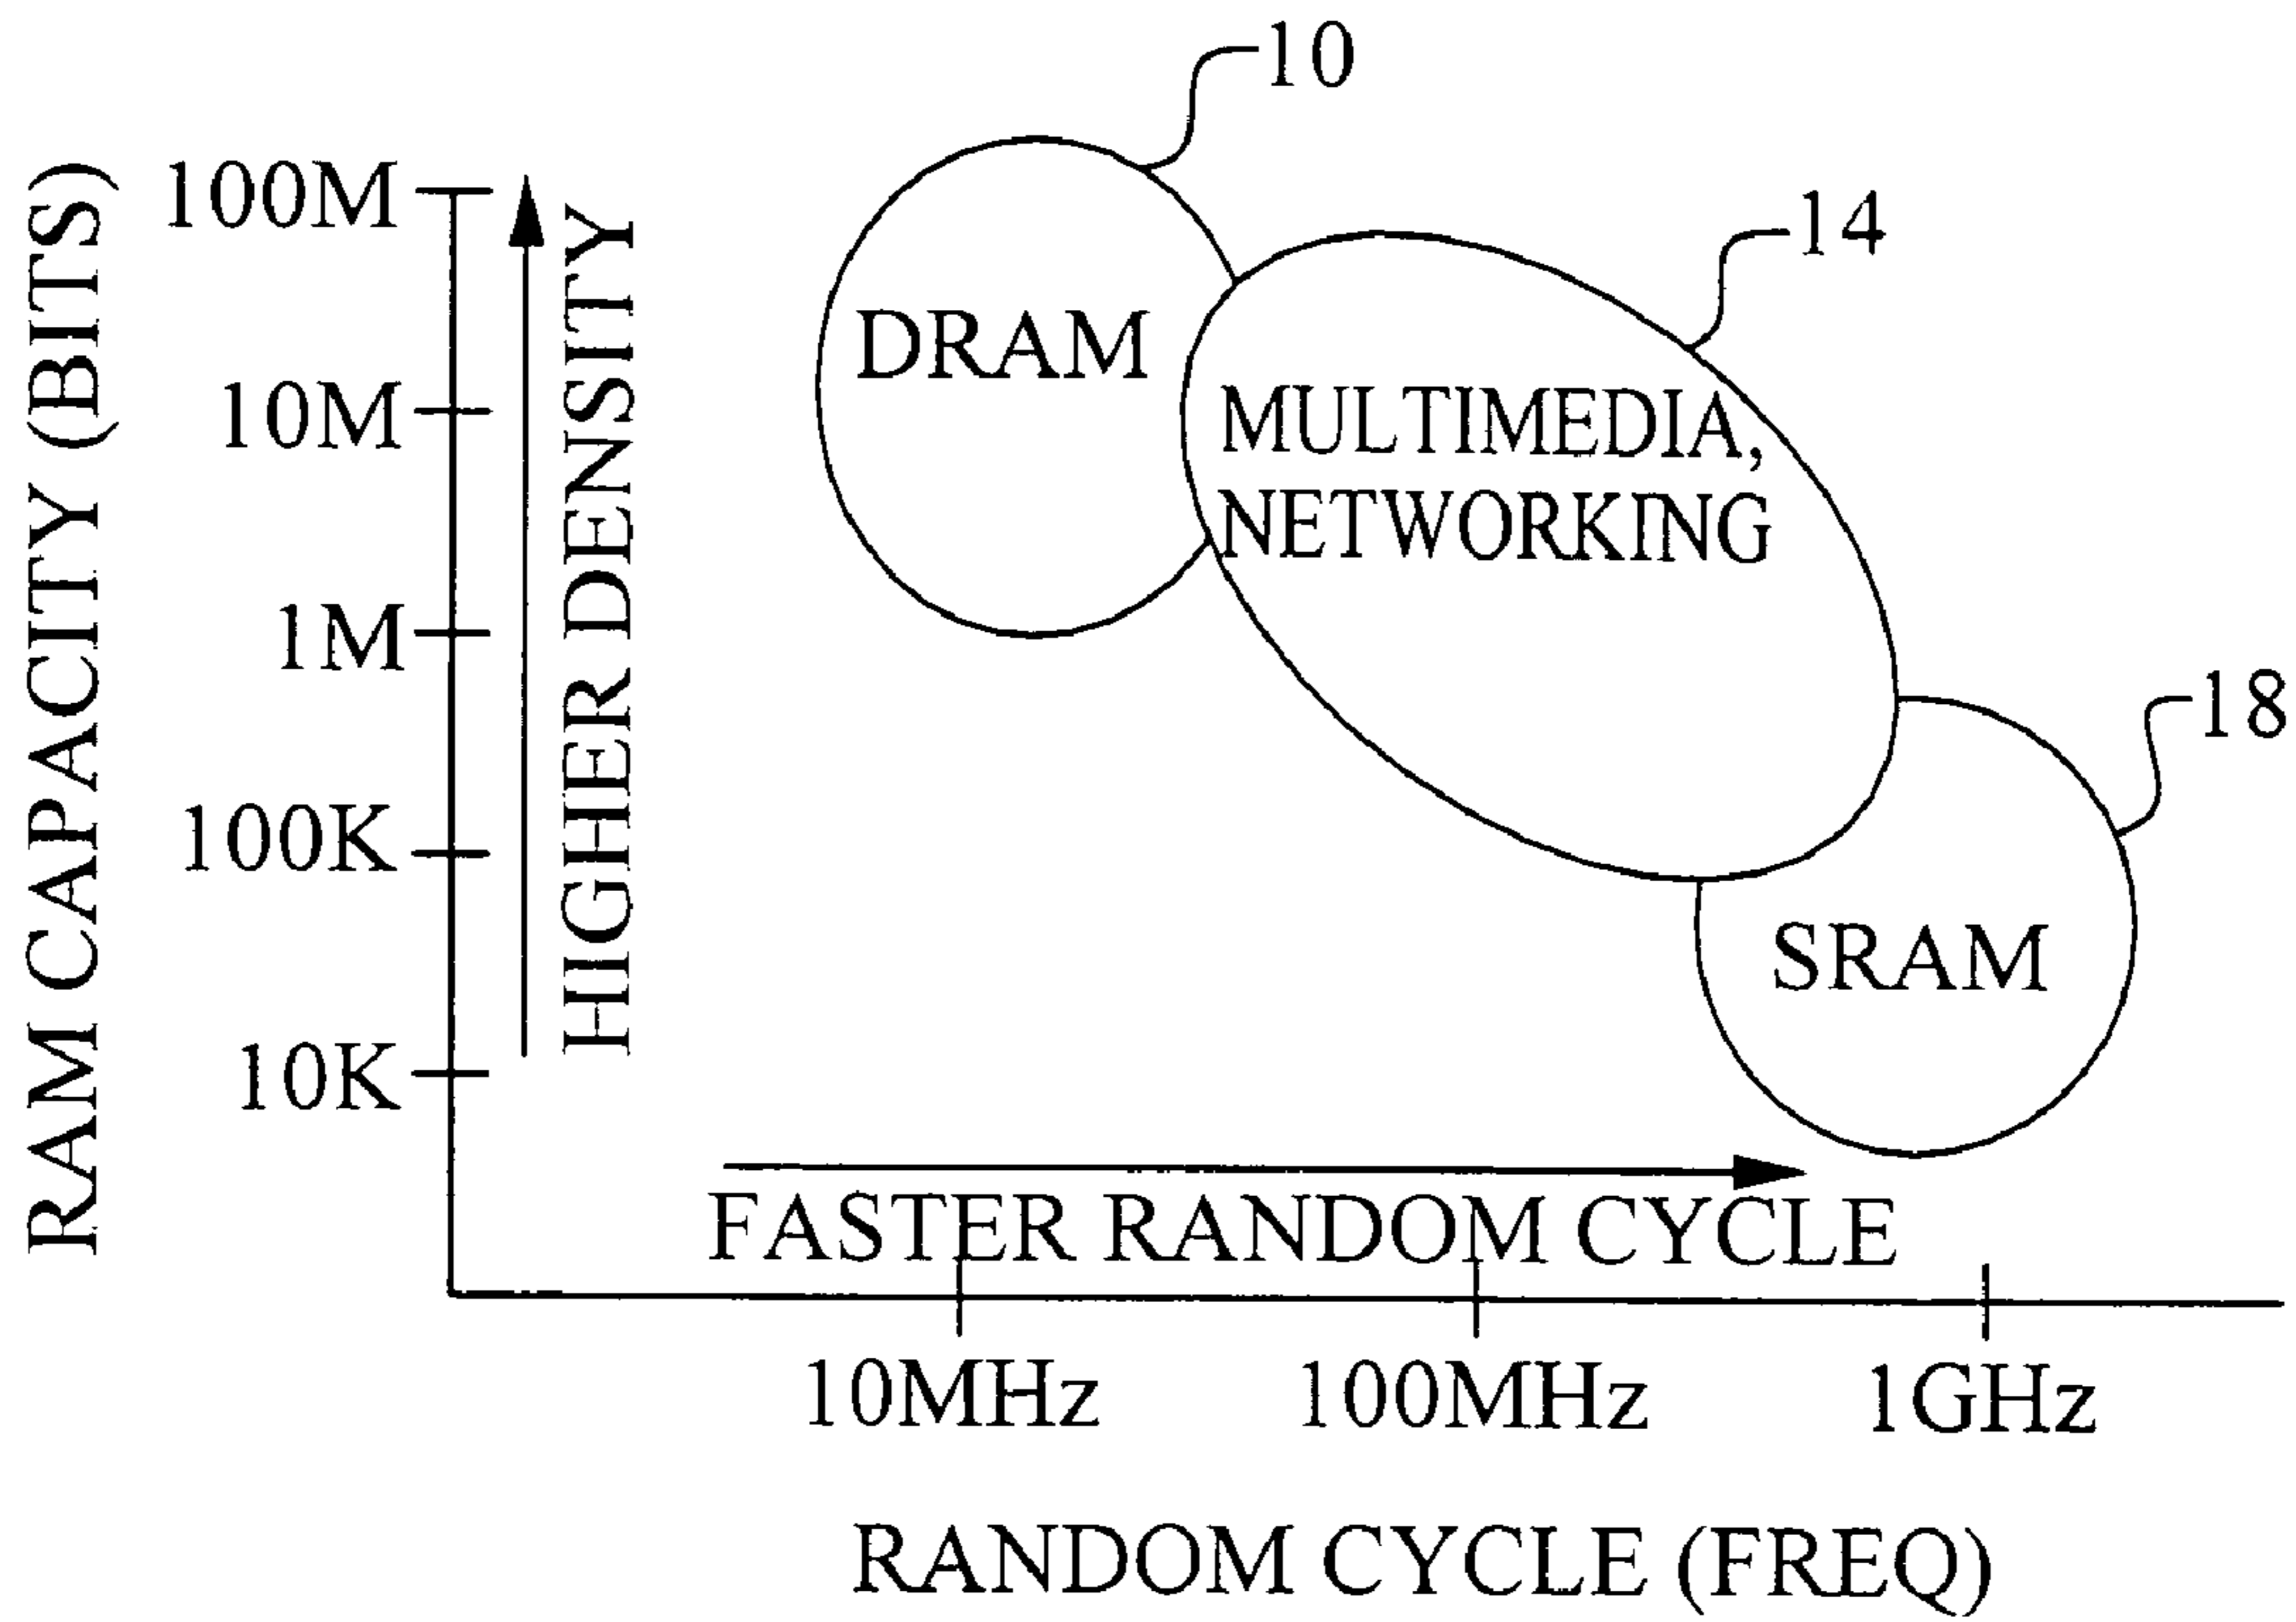 10
14
18
RAM CAPACITY (BITS)
100M
10M
1M
100K
10K
HIGHER DENSITY
DRAM
MULTIMEDIA,
NETWORKING
SRAM
FASTER RANDOM CYCLE
10MHz
100MHz
1GHz
RANDOM CYCLE (FREQ)